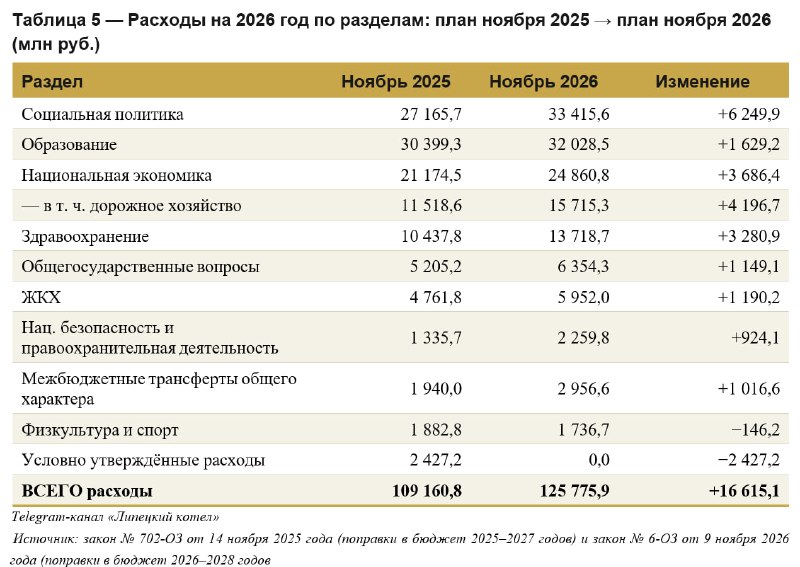 Таблица 5 — Расходы на 2026 год по разделам: план ноября 2025 → план ноября 2026
(млн руб.)
Раздел Ноябрь 2025 Ноябрь 2026 Изменение
Социальная политика 27 165,7 33 415,6 +6 249,9
Образование 30 399,3 32 028,5 +1 629,2
Национальная экономика 21 174,5 24 860,8 +3 686,4
— в т. ч. дорожное хозяйство 11 518,6 15 715,3 +4 196,7
Здравоохранение 10 437,8 13 718,7 +3 280,9
Общегосударственные вопросы 5 205,2 6 354,3 +1 149,1
ЖКХ 4 761,8 5 952,0 +1 190,2
Нац. безопасность и
правоохранительная деятельность 1 335,7 2 259,8 +924,1
Межбюджетные трансферты общего
характера 1 940,0 2 956,6 +1 016,6
Физкультура и спорт 1 882,8 1 736,7 −146,2
Условно утверждённые расходы 2 427,2 0,0 −2 427,2
ВСЕГО расходы 109 160,8 125 775,9 +16 615,1
Telegram-канал «Липецкий котел»
Источник: закон № 702-ОЗ от 14 ноября 2025 года (поправки в бюджет 2025–2027 годов) и закон № 6-ОЗ от 9 ноября 2026
года (поправки в бюджет 2026–2028 годов